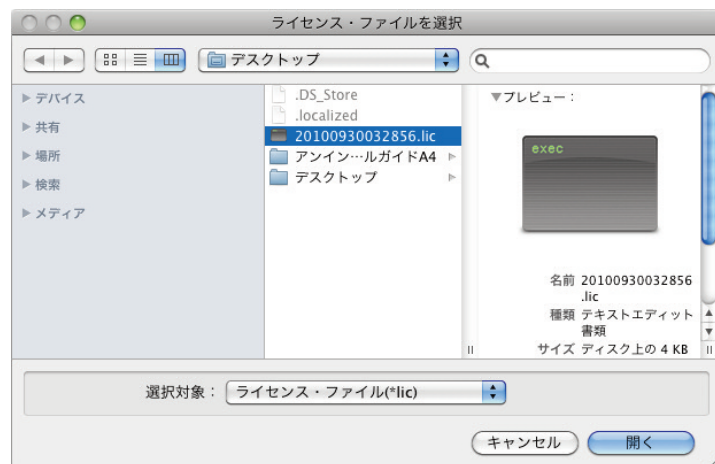 ライセンス・ファイルを選択
デスクトップ
デバイス
共有
場所
検索
メディア
.DS_Store
.localized
20100930032856.lic
アンイン…ルガイドA4
デスクトップ
プレビュー：
exec
名前 20100930032856
.lic
種類 テキストエディット
書類
サイズ ディスク上の 4 KB
選択対象： ライセンス・ファイル(*lic)
キャンセル
開く